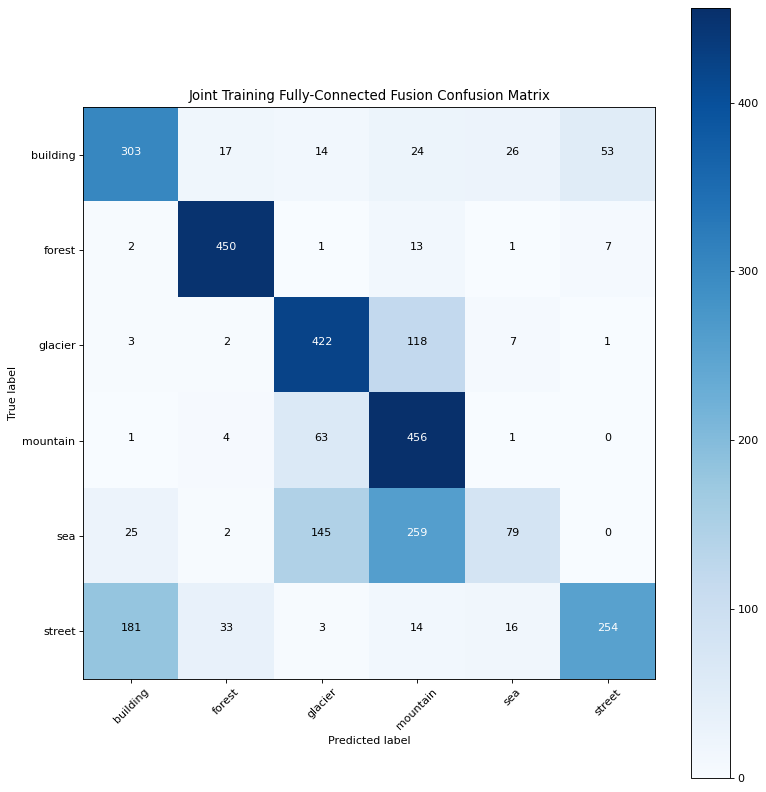 Joint Training Fully-Connected Fusion Confusion Matrix
True label
building 303 17 14 24 26 53
forest 2 450 1 13 1 7
glacier 3 2 422 118 7 1
mountain 1 4 63 456 1 0
sea 25 2 145 259 79 0
street 181 33 3 14 16 254
building forest glacier mountain sea street
Predicted label
400
300
200
100
0